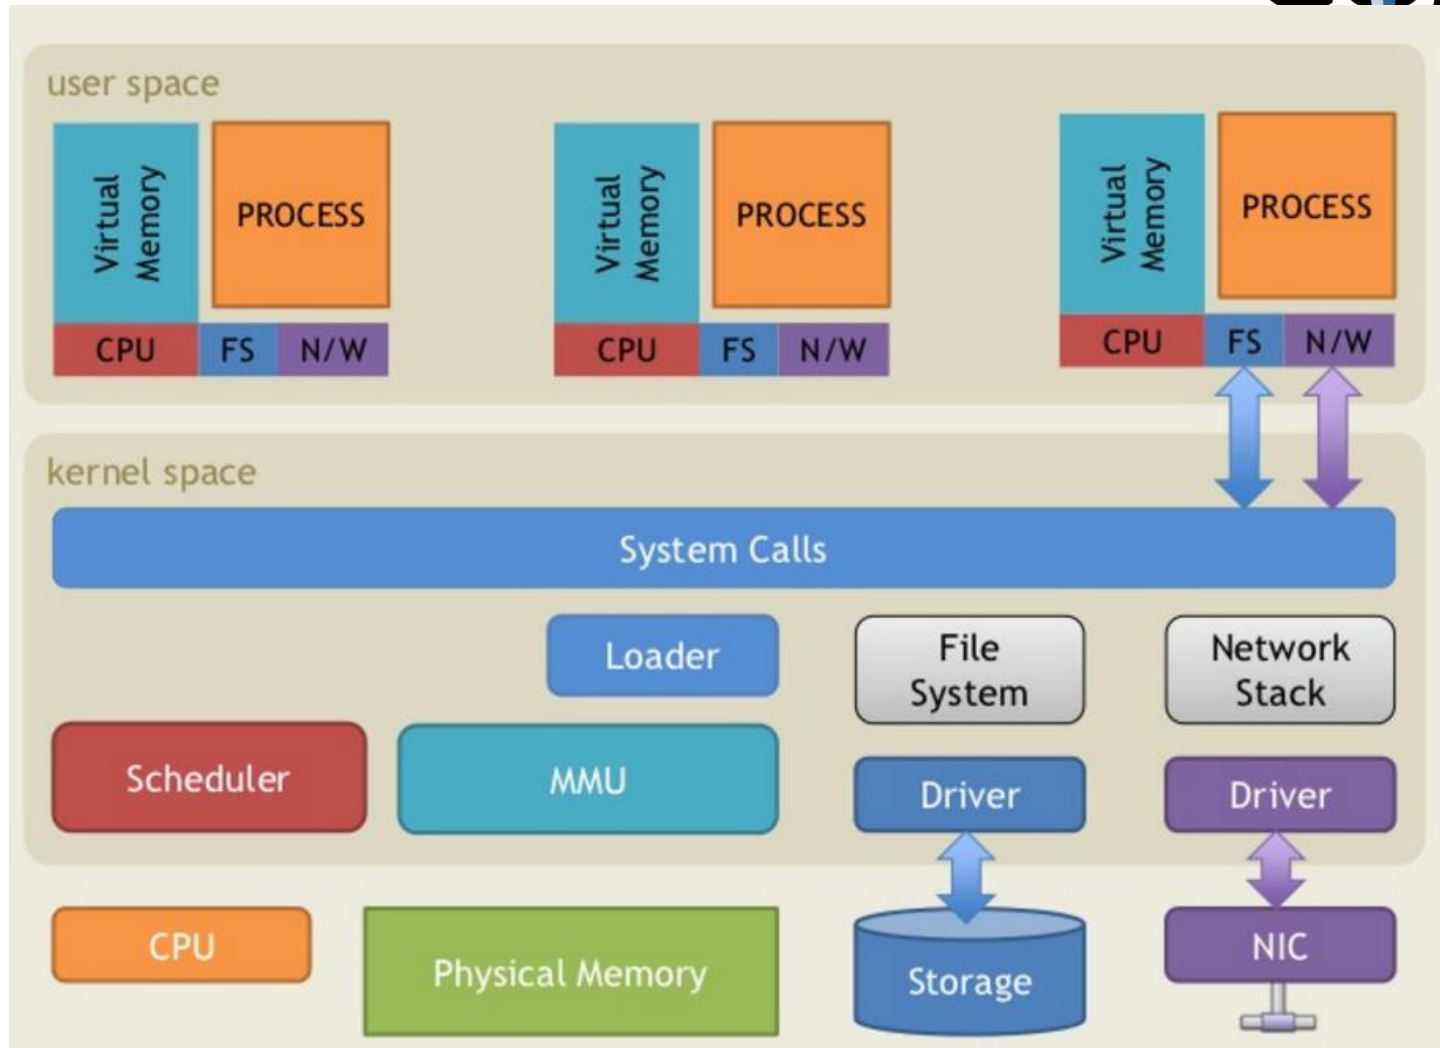 user space
Virtual
Memory
PROCESS
CPU
FS
N/W
Virtual
Memory
PROCESS
CPU
FS
N/W
Virtual
Memory
PROCESS
CPU
FS
N/W
kernel space
System Calls
Loader
File
System
Network
Stack
Scheduler
MMU
Driver
Driver
CPU
Physical Memory
Storage
NIC